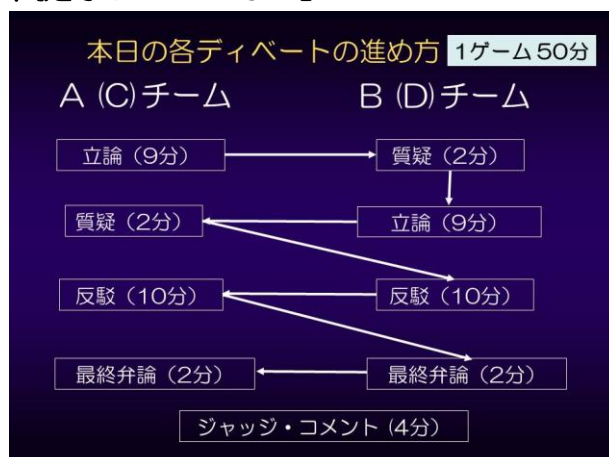 本日の各ディベートの進め方 1ゲーム50分
A (C)チーム B (D)チーム
立論（9分） 質疑（2分）
質疑（2分） 立論（9分）
反駁（10分） 反駁（10分）
最終弁論（2分） 最終弁論（2分）
ジャッジ・コメント（4分）